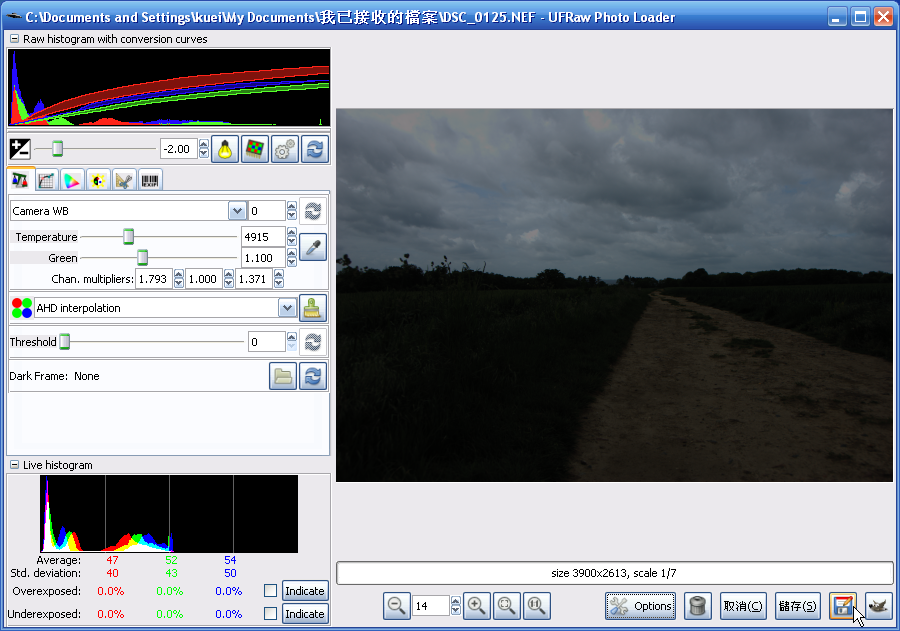 C:\Documents and Settings\kuei\My Documents\我已接收的檔案\DSC_0125.NEF - UFRaw Photo Loader
Raw histogram with conversion curves
-2.00
Camera WB 0
Temperature 4915
Green 1.100
Chan. multipliers: 1.793 1.000 1.371
AHD interpolation
Threshold 0
Dark Frame: None
Live histogram
Average: 47 52 54
Std. deviation: 40 43 50
Overexposed: 0.0% 0.0% 0.0% Indicate
Underexposed: 0.0% 0.0% 0.0% Indicate
size 3900x2613, scale 1/7
14 Options 取消(C) 儲存(S)